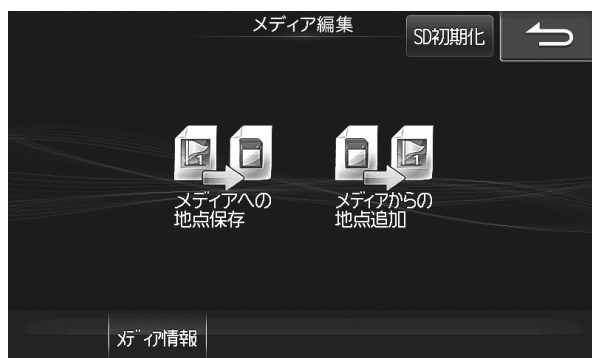 メディア編集
SD初期化
メディアへの
地点保存
メディアからの
地点追加
メディア情報